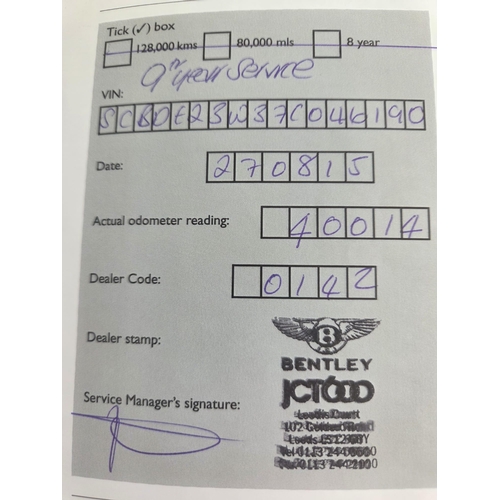 Tick (✓) box
128,000 kms 80,000 mls 8 year
9th year Service
VIN:
SCBDE23W37C046190
Date:
270815
Actual odometer reading:
40014
Dealer Code:
0142
Dealer stamp:
B
BENTLEY
JCT600
Service Manager's signature: